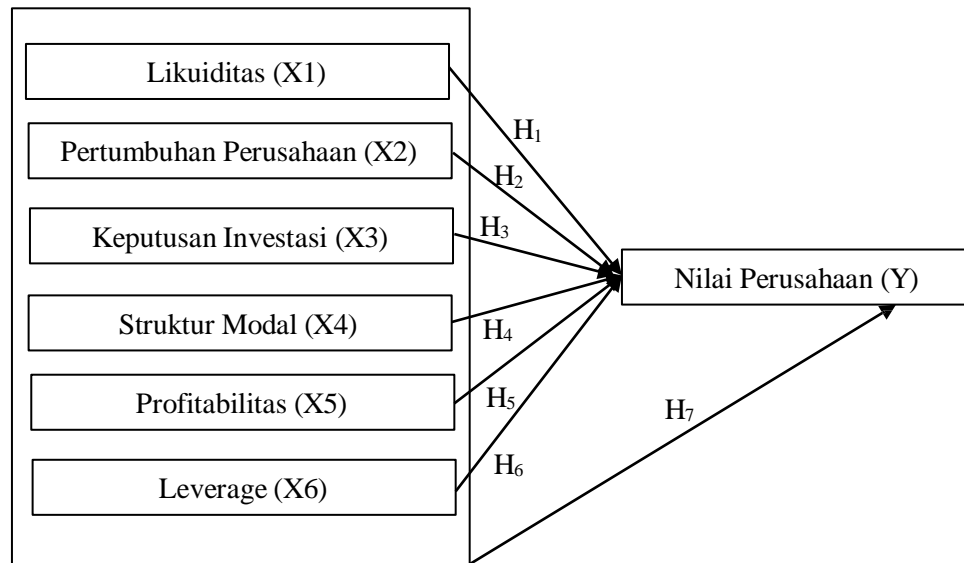 Likuiditas (X1)
H₁
Pertumbuhan Perusahaan (X2)
H₂
Keputusan Investasi (X3)
H₃
Nilai Perusahaan (Y)
Struktur Modal (X4)
H₄
Profitabilitas (X5)
H₅
H₇
Leverage (X6)
H₆